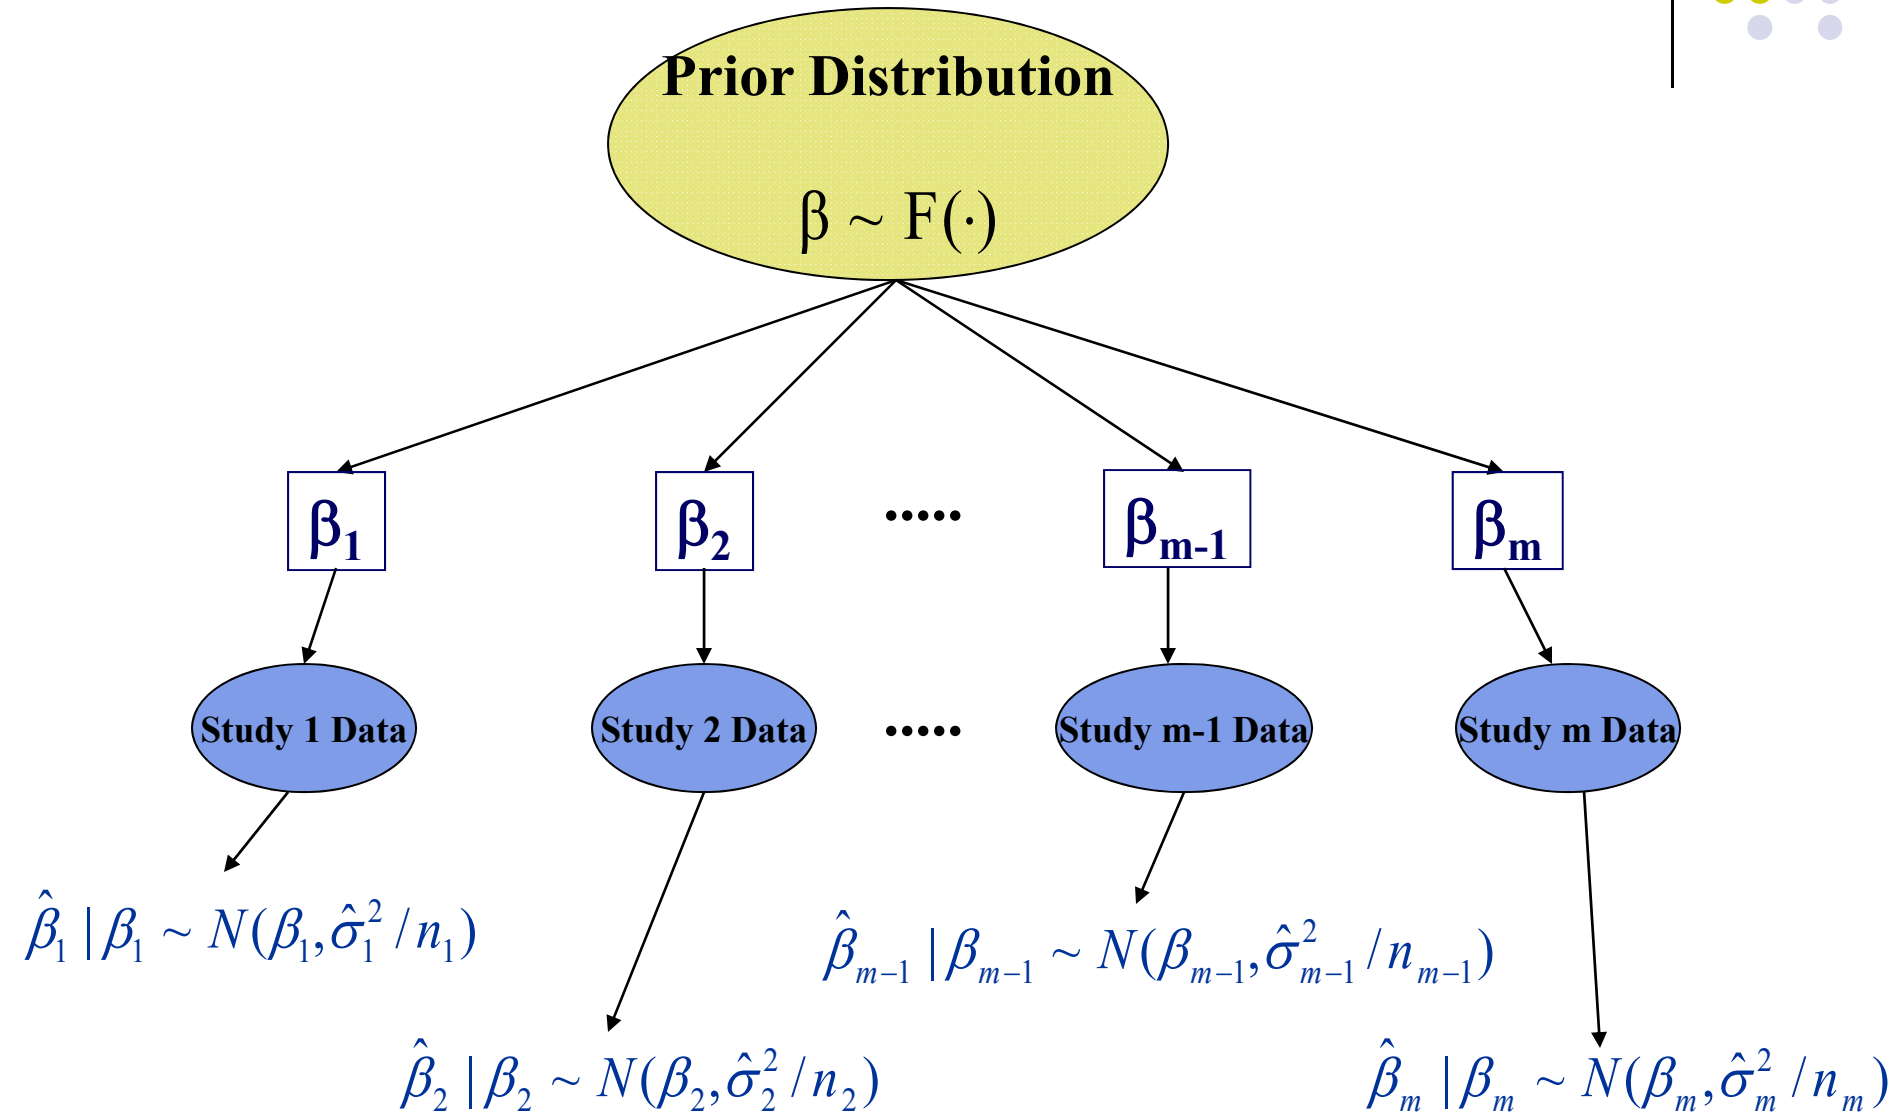 Prior Distribution
β ~ F(·)
β₁ β₂ ..... βₘ₋₁ βₘ
Study 1 Data Study 2 Data ..... Study m-1 Data Study m Data
β̂₁ | β₁ ~ N(β₁, σ̂₁² / n₁)
β̂ₘ₋₁ | βₘ₋₁ ~ N(βₘ₋₁, σ̂ₘ₋₁² / nₘ₋₁)
β̂₂ | β₂ ~ N(β₂, σ̂₂² / n₂)
β̂ₘ | βₘ ~ N(βₘ, σ̂ₘ² / nₘ)